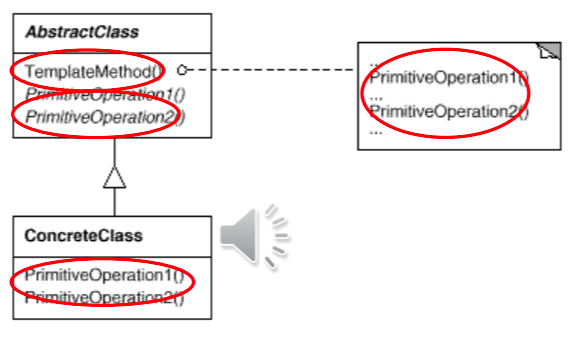 AbstractClass
TemplateMethod()
PrimitiveOperation1()
PrimitiveOperation2()
...
PrimitiveOperation1()
...
PrimitiveOperation2()
...
ConcreteClass
PrimitiveOperation1()
PrimitiveOperation2()